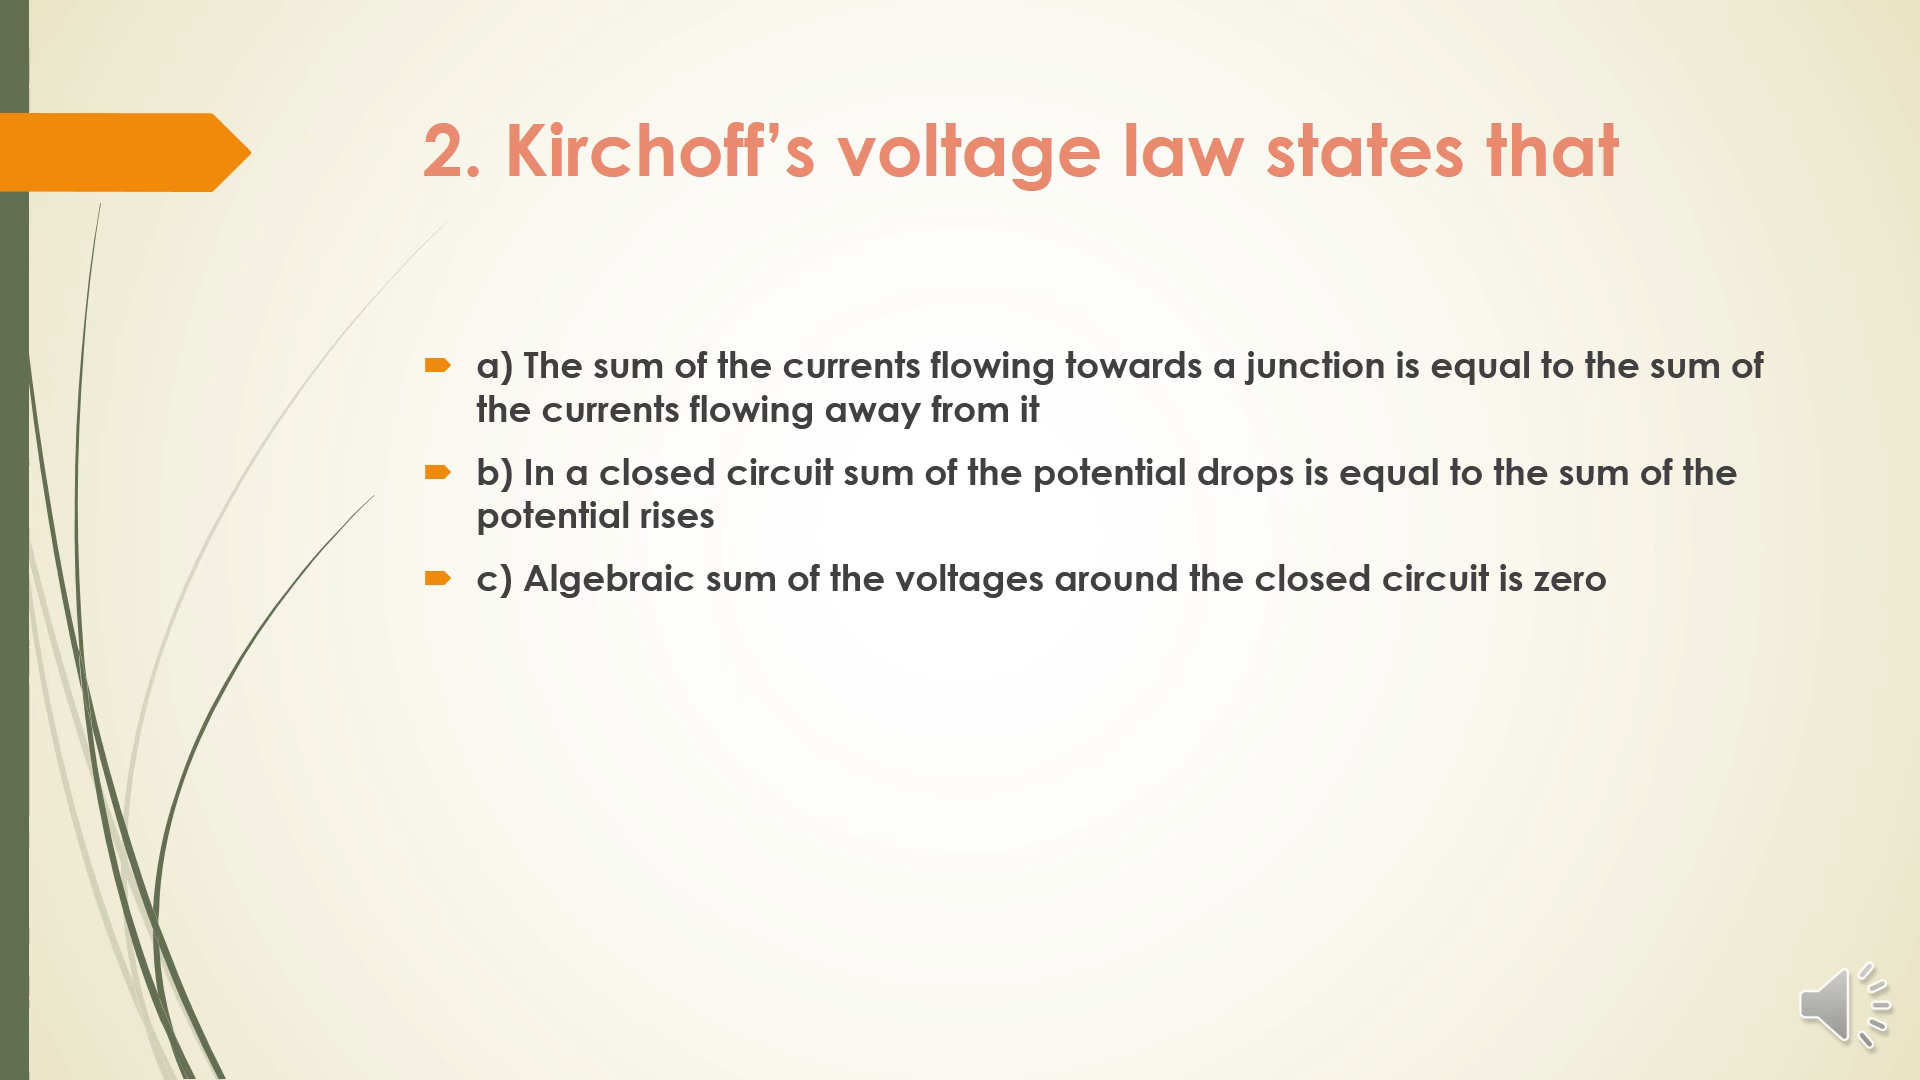 2. Kirchoff’s voltage law states that
a) The sum of the currents flowing towards a junction is equal to the sum of
the currents flowing away from it
b) In a closed circuit sum of the potential drops is equal to the sum of the
potential rises
c) Algebraic sum of the voltages around the closed circuit is zero